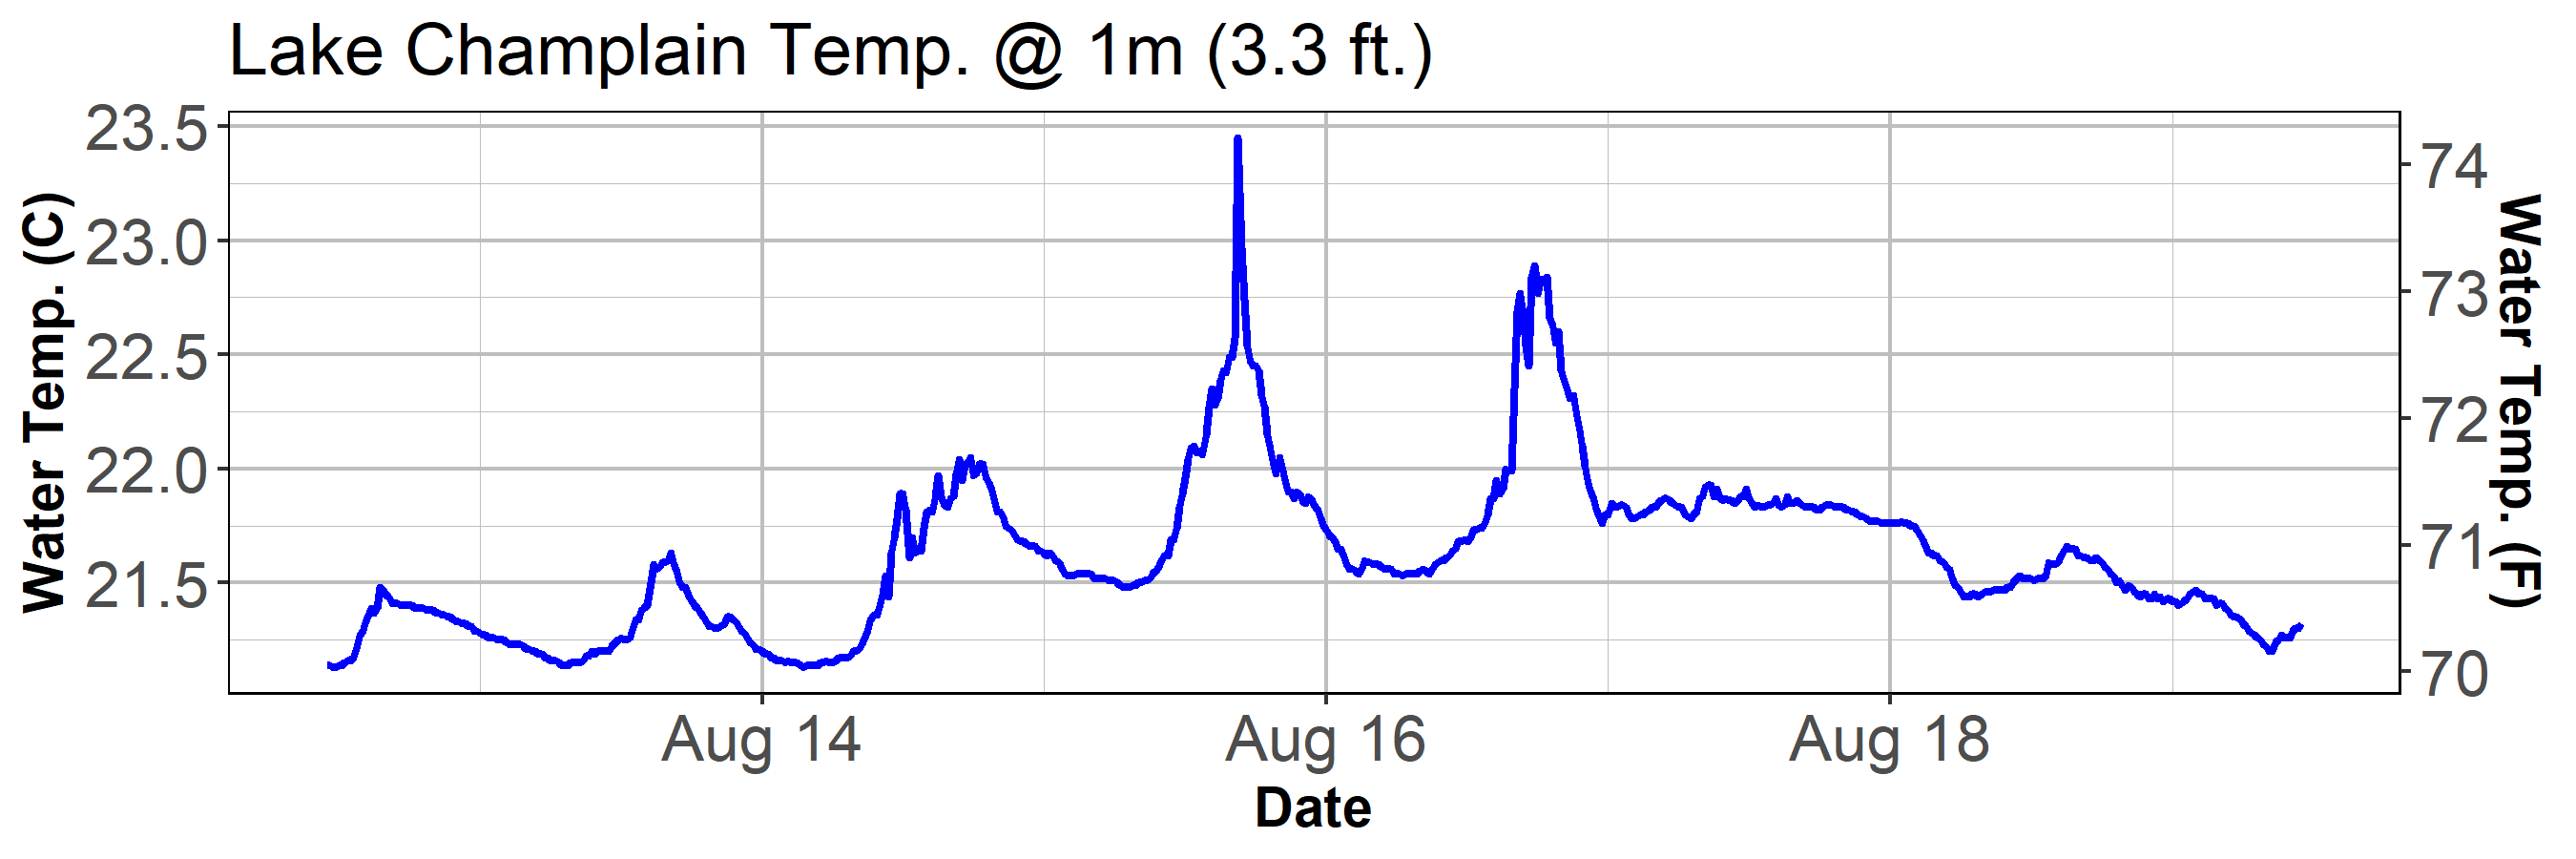 Lake Champlain Temp. @ 1m (3.3 ft.)
Water Temp. (C)
23.5
23.0
22.5
22.0
21.5
74
73
72
71
70
Water Temp. (F)
Aug 14
Aug 16
Aug 18
Date